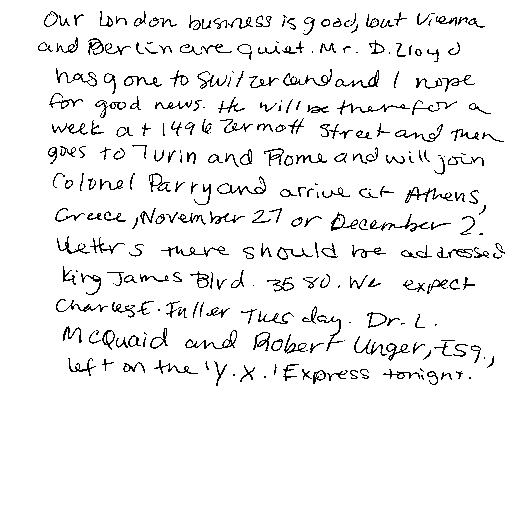 Our London business is good, but Vienna
and Berlin are quiet. Mr. D. Lloyd
has gone to Switzerland and I hope
for good news. He will be there for a
week at 1496 Zermott Street and then
goes to Turin and Rome and will join
Colonel Parry and arrive at Athens,
Greece, November 27 or December 2.
Letters there should be addressed
King James Blvd. 3580. We expect
Charles E. Fuller Tuesday. Dr. L.
McQuaid and Robert Unger, Esq.,
left on the 'Y.X.' Express tonight.